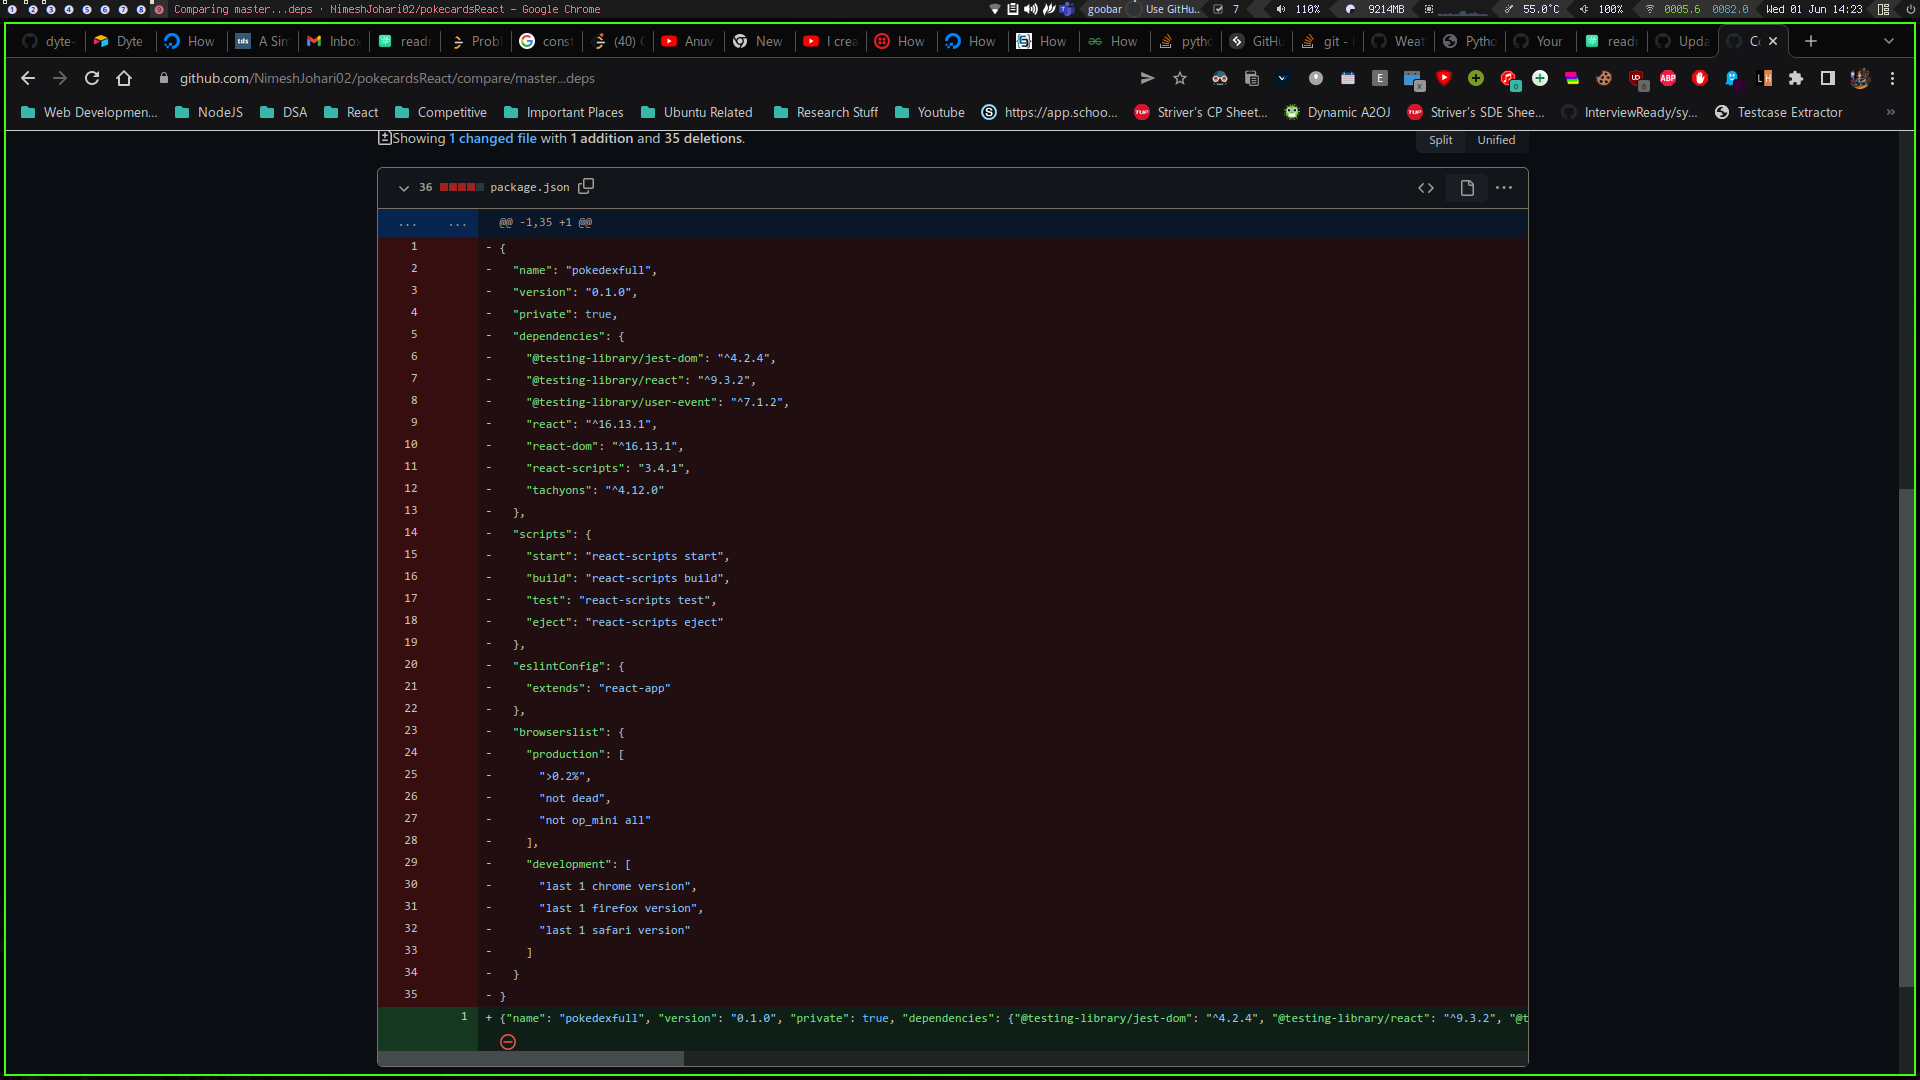 1 2 3 4 5 6 7 8 9 Comparing master...deps · NimeshJohari02/pokecardsReact – Google Chrome
goobar Use GitHu.. 7 110% 9214MB 55.0°C 100% 0005.6 0082.0 Wed 01 Jun 14:23
dyte- Dyte How A Sim Inbox readm Probl const (40) C Anuv New I crea How How How How pytho GitHu git - Weat Pytho Your readm Upda Co
github.com/NimeshJohari02/pokecardsReact/compare/master...deps
Web Developmen... NodeJS DSA React Competitive Important Places Ubuntu Related Research Stuff Youtube https://app.schoo... Striver's CP Sheet... Dynamic A2OJ Striver's SDE Shee... InterviewReady/sy... Testcase Extractor »
Showing 1 changed file with 1 addition and 35 deletions.
Split Unified
36 package.json
... ... @@ -1,35 +1 @@
1 - {
2 - "name": "pokedexfull",
3 - "version": "0.1.0",
4 - "private": true,
5 - "dependencies": {
6 - "@testing-library/jest-dom": "^4.2.4",
7 - "@testing-library/react": "^9.3.2",
8 - "@testing-library/user-event": "^7.1.2",
9 - "react": "^16.13.1",
10 - "react-dom": "^16.13.1",
11 - "react-scripts": "3.4.1",
12 - "tachyons": "^4.12.0"
13 - },
14 - "scripts": {
15 - "start": "react-scripts start",
16 - "build": "react-scripts build",
17 - "test": "react-scripts test",
18 - "eject": "react-scripts eject"
19 - },
20 - "eslintConfig": {
21 - "extends": "react-app"
22 - },
23 - "browserslist": {
24 - "production": [
25 - ">0.2%",
26 - "not dead",
27 - "not op_mini all"
28 - ],
29 - "development": [
30 - "last 1 chrome version",
31 - "last 1 firefox version",
32 - "last 1 safari version"
33 - ]
34 - }
35 - }
1 + {"name": "pokedexfull", "version": "0.1.0", "private": true, "dependencies": {"@testing-library/jest-dom": "^4.2.4", "@testing-library/react": "^9.3.2", "@t